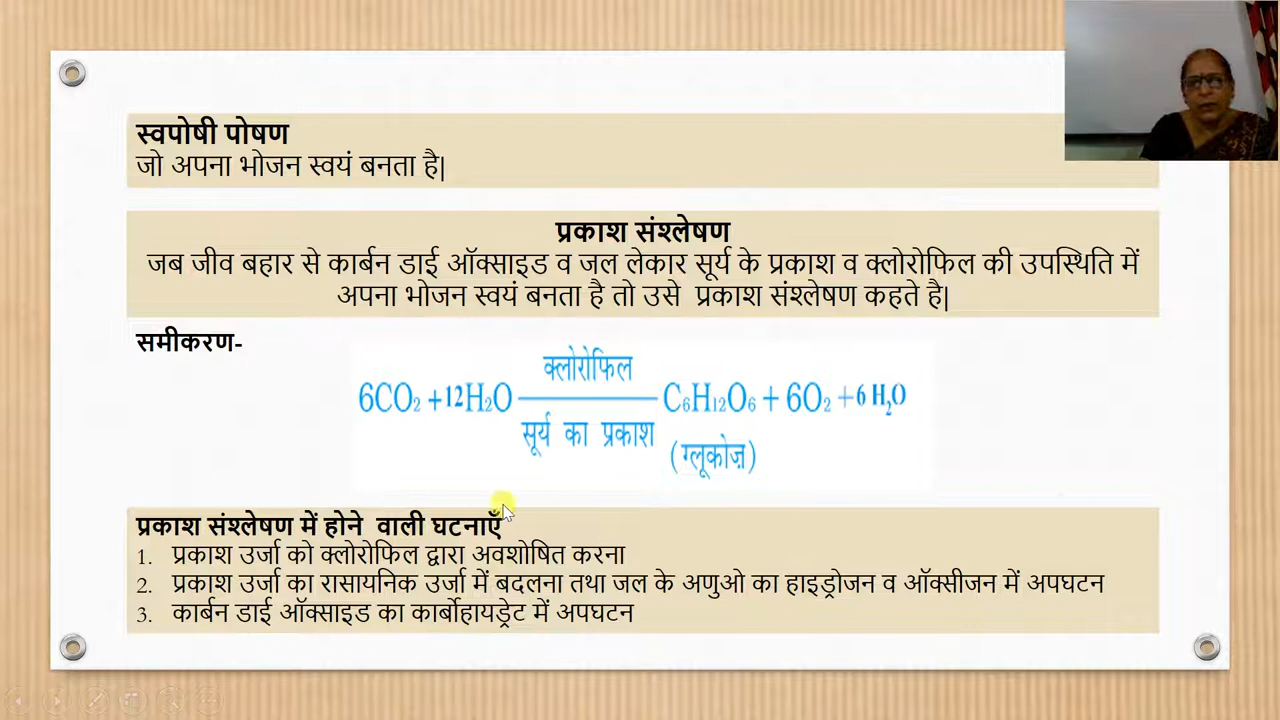 स्वपोषी पोषण
जो अपना भोजन स्वयं बनता है|
प्रकाश संश्लेषण
जब जीव बहार से कार्बन डाई ऑक्साइड व जल लेकार सूर्य के प्रकाश व क्लोरोफिल की उपस्थिति में
अपना भोजन स्वयं बनता है तो उसे प्रकाश संश्लेषण कहते है|
समीकरण-
क्लोरोफिल
6CO₂ +12H₂O C₆H₁₂O₆ + 6O₂ +6 H₂O
सूर्य का प्रकाश
(ग्लूकोज़)
प्रकाश संश्लेषण में होने वाली घटनाएँ
1. प्रकाश उर्जा को क्लोरोफिल द्वारा अवशोषित करना
2. प्रकाश उर्जा का रासायनिक उर्जा में बदलना तथा जल के अणुओ का हाइड्रोजन व ऑक्सीजन में अपघटन
3. कार्बन डाई ऑक्साइड का कार्बोहायड्रेट में अपघटन